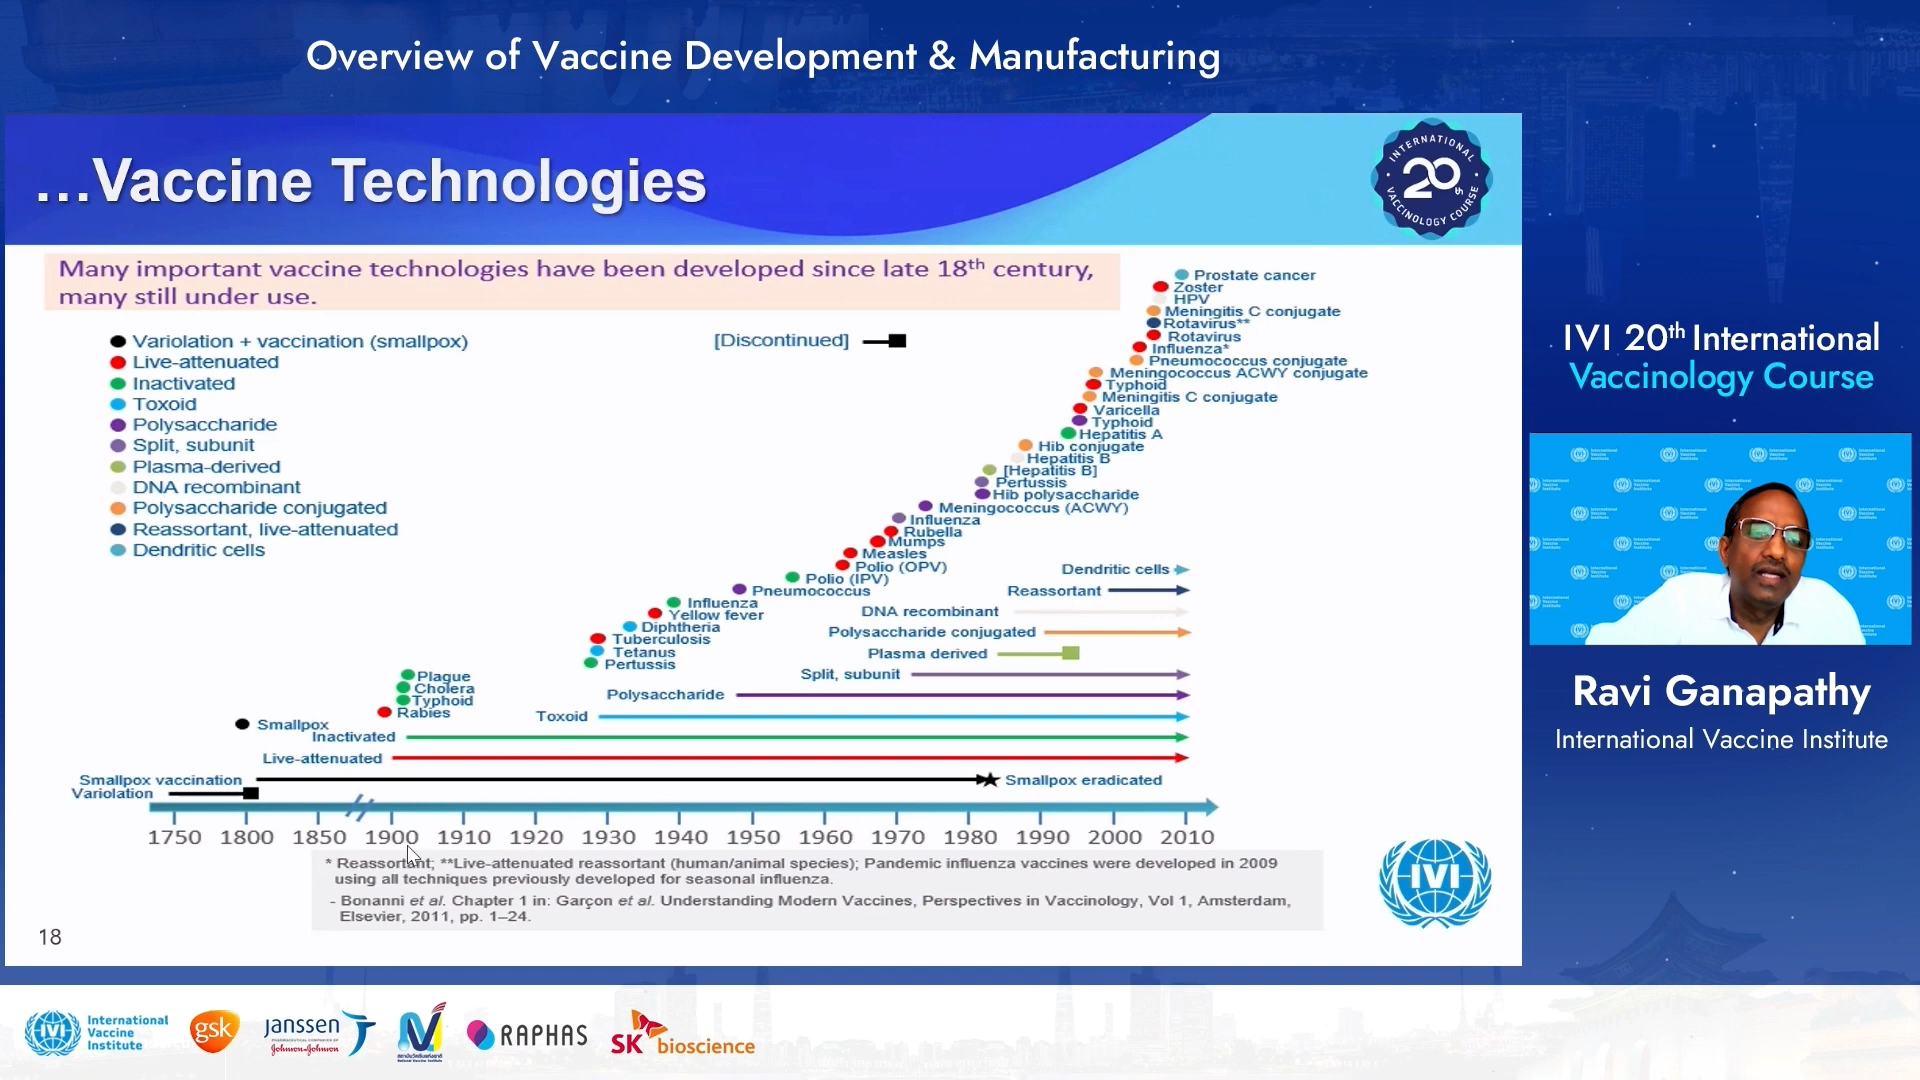 Overview of Vaccine Development & Manufacturing
...Vaccine Technologies
INTERNATIONAL
20th
VACCINOLOGY COURSE
Many important vaccine technologies have been developed since late 18th century,
many still under use.
Variolation + vaccination (smallpox)
Live-attenuated
Inactivated
Toxoid
Polysaccharide
Split, subunit
Plasma-derived
DNA recombinant
Polysaccharide conjugated
Reassortant, live-attenuated
Dendritic cells
[Discontinued]
Prostate cancer
Zoster
HPV
Meningitis C conjugate
Rotavirus**
Rotavirus
Influenza*
Pneumococcus conjugate
Meningococcus ACWY conjugate
Typhoid
Meningitis C conjugate
Varicella
Typhoid
Hepatitis A
Hib conjugate
Hepatitis B
[Hepatitis B]
Pertussis
Hib polysaccharide
Meningococcus (ACWY)
Influenza
Rubella
Mumps
Measles
Polio (OPV)
Polio (IPV)
Pneumococcus
Influenza
Yellow fever
Diphtheria
Tuberculosis
Tetanus
Pertussis
Plague
Cholera
Typhoid
Rabies
Smallpox
Dendritic cells
Reassortant
DNA recombinant
Polysaccharide conjugated
Plasma derived
Split, subunit
Polysaccharide
Toxoid
Inactivated
Live-attenuated
Smallpox vaccination
Smallpox eradicated
Variolation
1750 1800 1850 1900 1910 1920 1930 1940 1950 1960 1970 1980 1990 2000 2010
* Reassortant; **Live-attenuated reassortant (human/animal species); Pandemic influenza vaccines were developed in 2009
using all techniques previously developed for seasonal influenza.
- Bonanni et al. Chapter 1 in: Garçon et al. Understanding Modern Vaccines, Perspectives in Vaccinology, Vol 1, Amsterdam,
Elsevier, 2011, pp. 1–24.
IVI
18
IVI 20th International
Vaccinology Course
Ravi Ganapathy
International Vaccine Institute
IVI
International
Vaccine
Institute
gsk
janssen
PHARMACEUTICAL COMPANIES OF
Johnson & Johnson
NVI
RAPHAS
SK bioscience